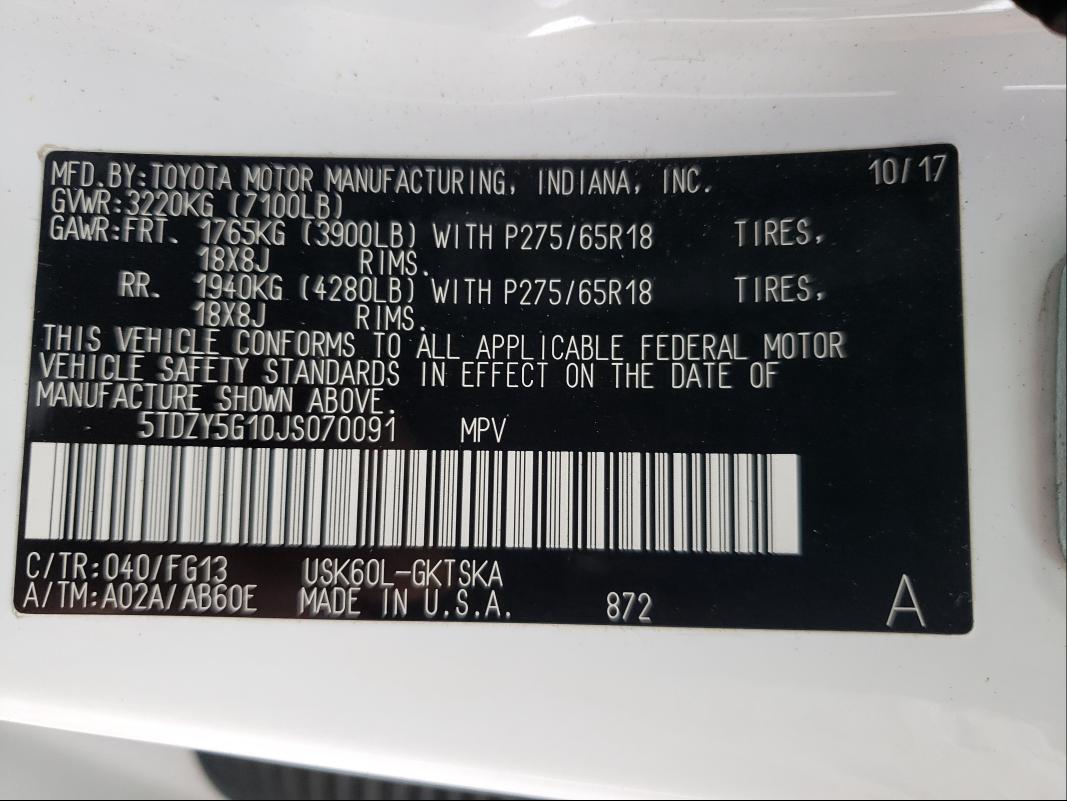 MFD.BY:TOYOTA MOTOR MANUFACTURING, INDIANA, INC. 10/17
GVWR:3220KG (7100LB)
GAWR:FRT. 1765KG (3900LB) WITH P275/65R18 TIRES,
18X8J RIMS.
RR. 1940KG (4280LB) WITH P275/65R18 TIRES,
18X8J RIMS.
THIS VEHICLE CONFORMS TO ALL APPLICABLE FEDERAL MOTOR
VEHICLE SAFETY STANDARDS IN EFFECT ON THE DATE OF
MANUFACTURE SHOWN ABOVE.
5TDZY5G10JS070091 MPV
C/TR:040/FG13 USK60L-GKTSKA
A/TM:A02A/AB60E MADE IN U.S.A. 872 A